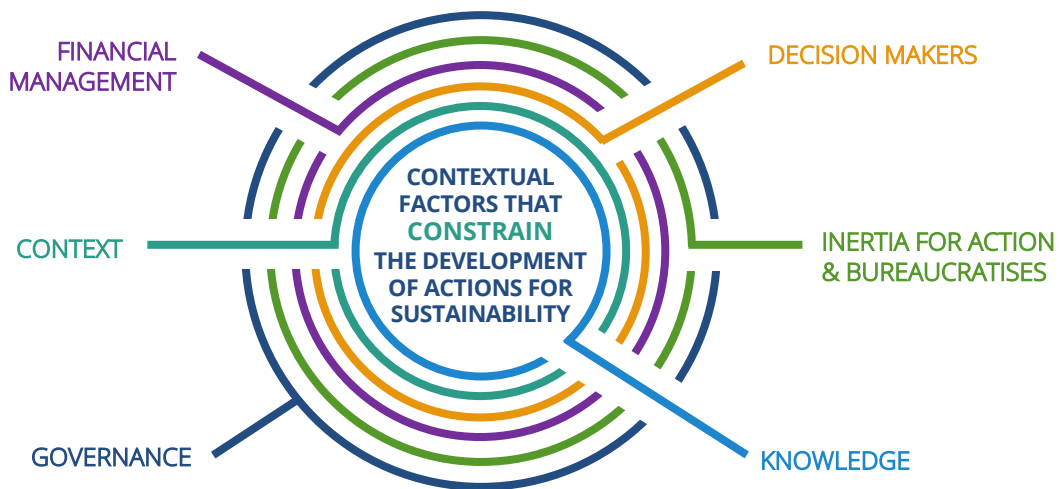 FINANCIAL
MANAGEMENT
DECISION MAKERS
CONTEXTUAL
FACTORS THAT
CONSTRAIN
THE DEVELOPMENT
OF ACTIONS FOR
SUSTAINABILITY
CONTEXT
INERTIA FOR ACTION
& BUREAUCRATISES
GOVERNANCE
KNOWLEDGE